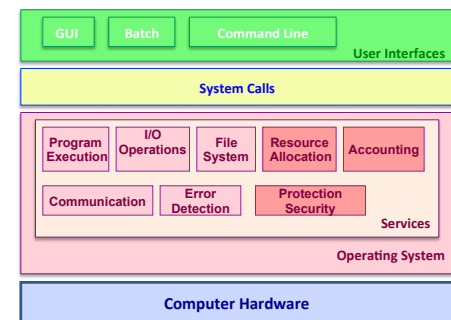 GUI
Batch
Command Line
User Interfaces
System Calls
Program
Execution
I/O
Operations
File
System
Resource
Allocation
Accounting
Communication
Error
Detection
Protection
Security
Services
Operating System
Computer Hardware